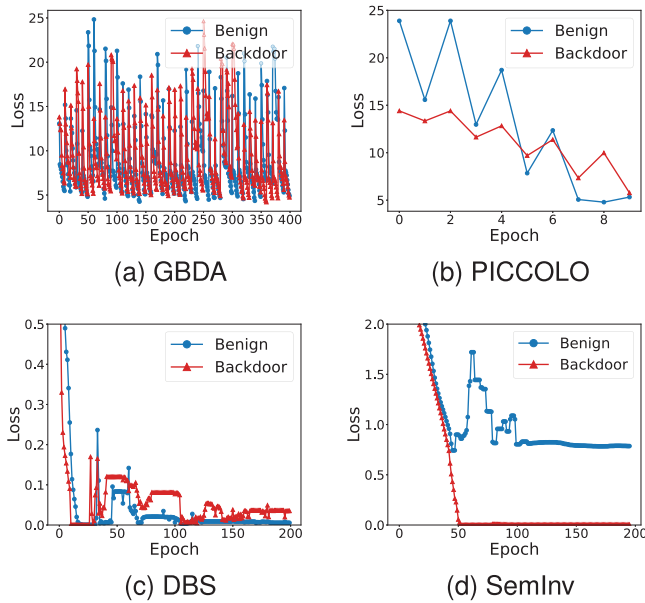 25
20
15
10
5
Loss
Benign
Backdoor
0 50 100 150 200 250 300 350 400
Epoch
(a) GBDA
25
20
15
10
5
Loss
Benign
Backdoor
0 2 4 6 8
Epoch
(b) PICCOLO
0.5
0.4
0.3
0.2
0.1
0.0
Loss
Benign
Backdoor
0 50 100 150 200
Epoch
(c) DBS
2.0
1.5
1.0
0.5
0.0
Loss
Benign
Backdoor
0 50 100 150 200
Epoch
(d) SemInv